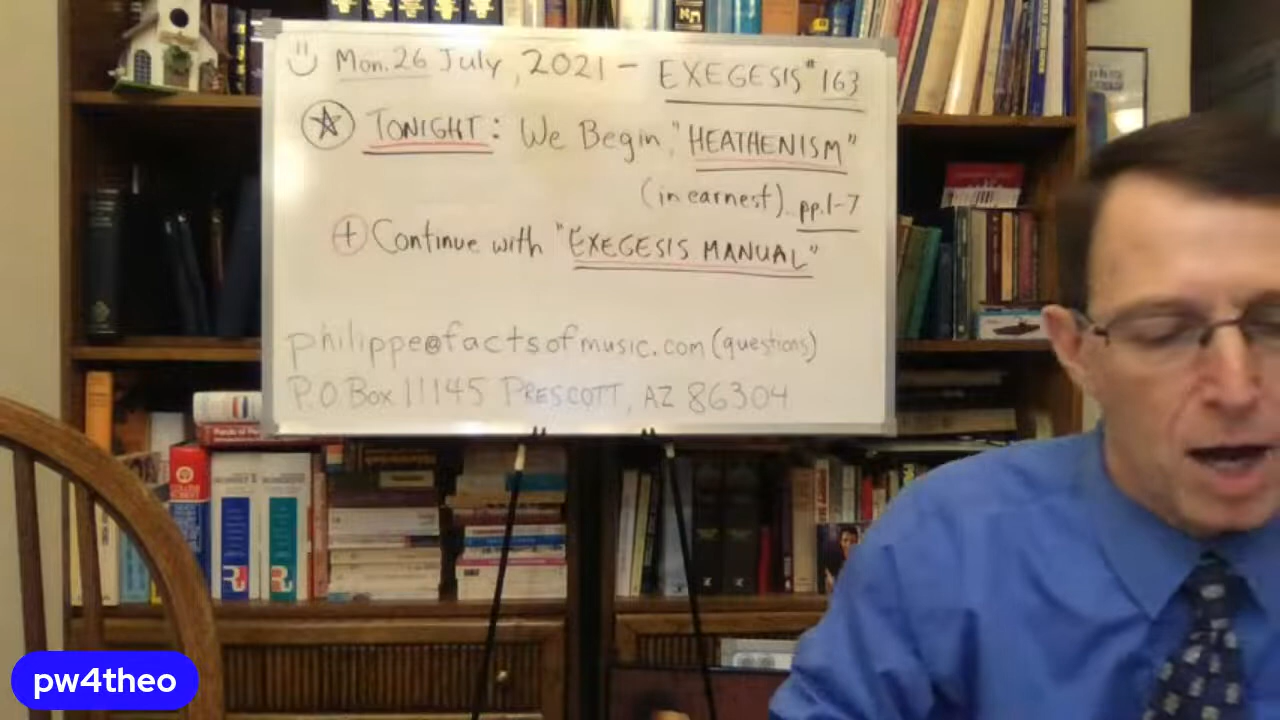 Mon. 26 July, 2021 - EXEGESIS #163
TONIGHT: We Begin "HEATHENISM"
(in earnest).. pp.1-7
+ Continue with "EXEGESIS MANUAL"
philippe@factsofmusic.com (questions)
P.O. Box 11145 PRESCOTT, AZ 86304
pw4theo